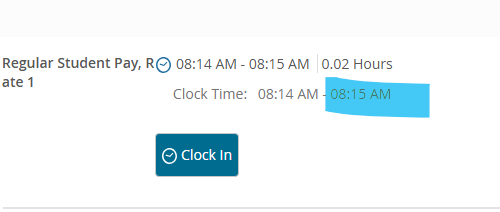 Regular Student Pay, R
ate 1
08:14 AM - 08:15 AM 0.02 Hours
Clock Time: 08:14 AM - 08:15 AM
Clock In